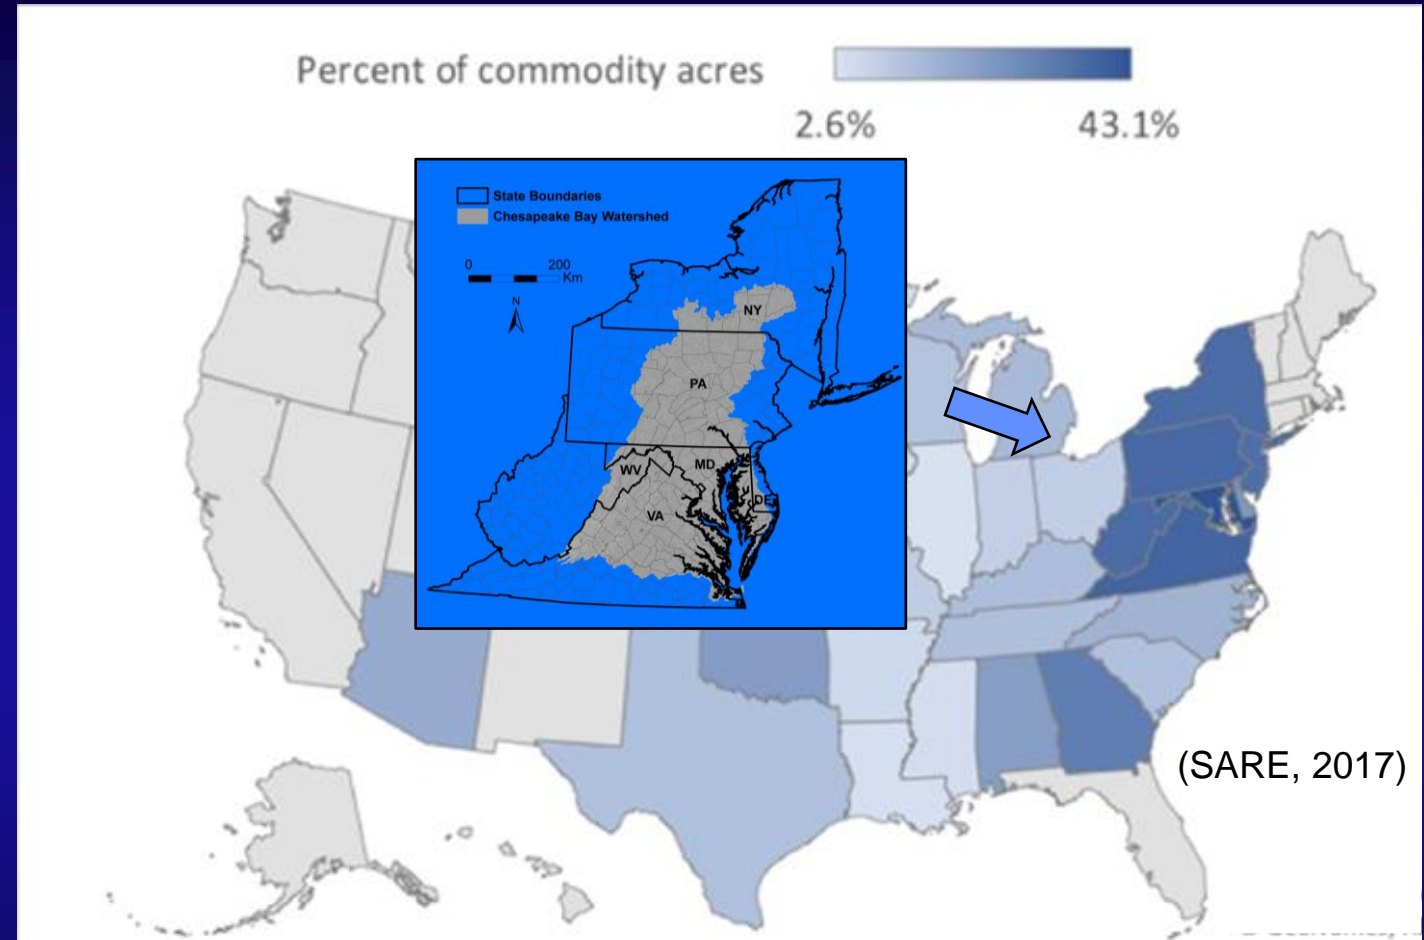 Percent of commodity acres
2.6% 43.1%
State Boundaries
Chesapeake Bay Watershed
0 200
Km
N
NY
PA
WV MD
DE
VA
(SARE, 2017)